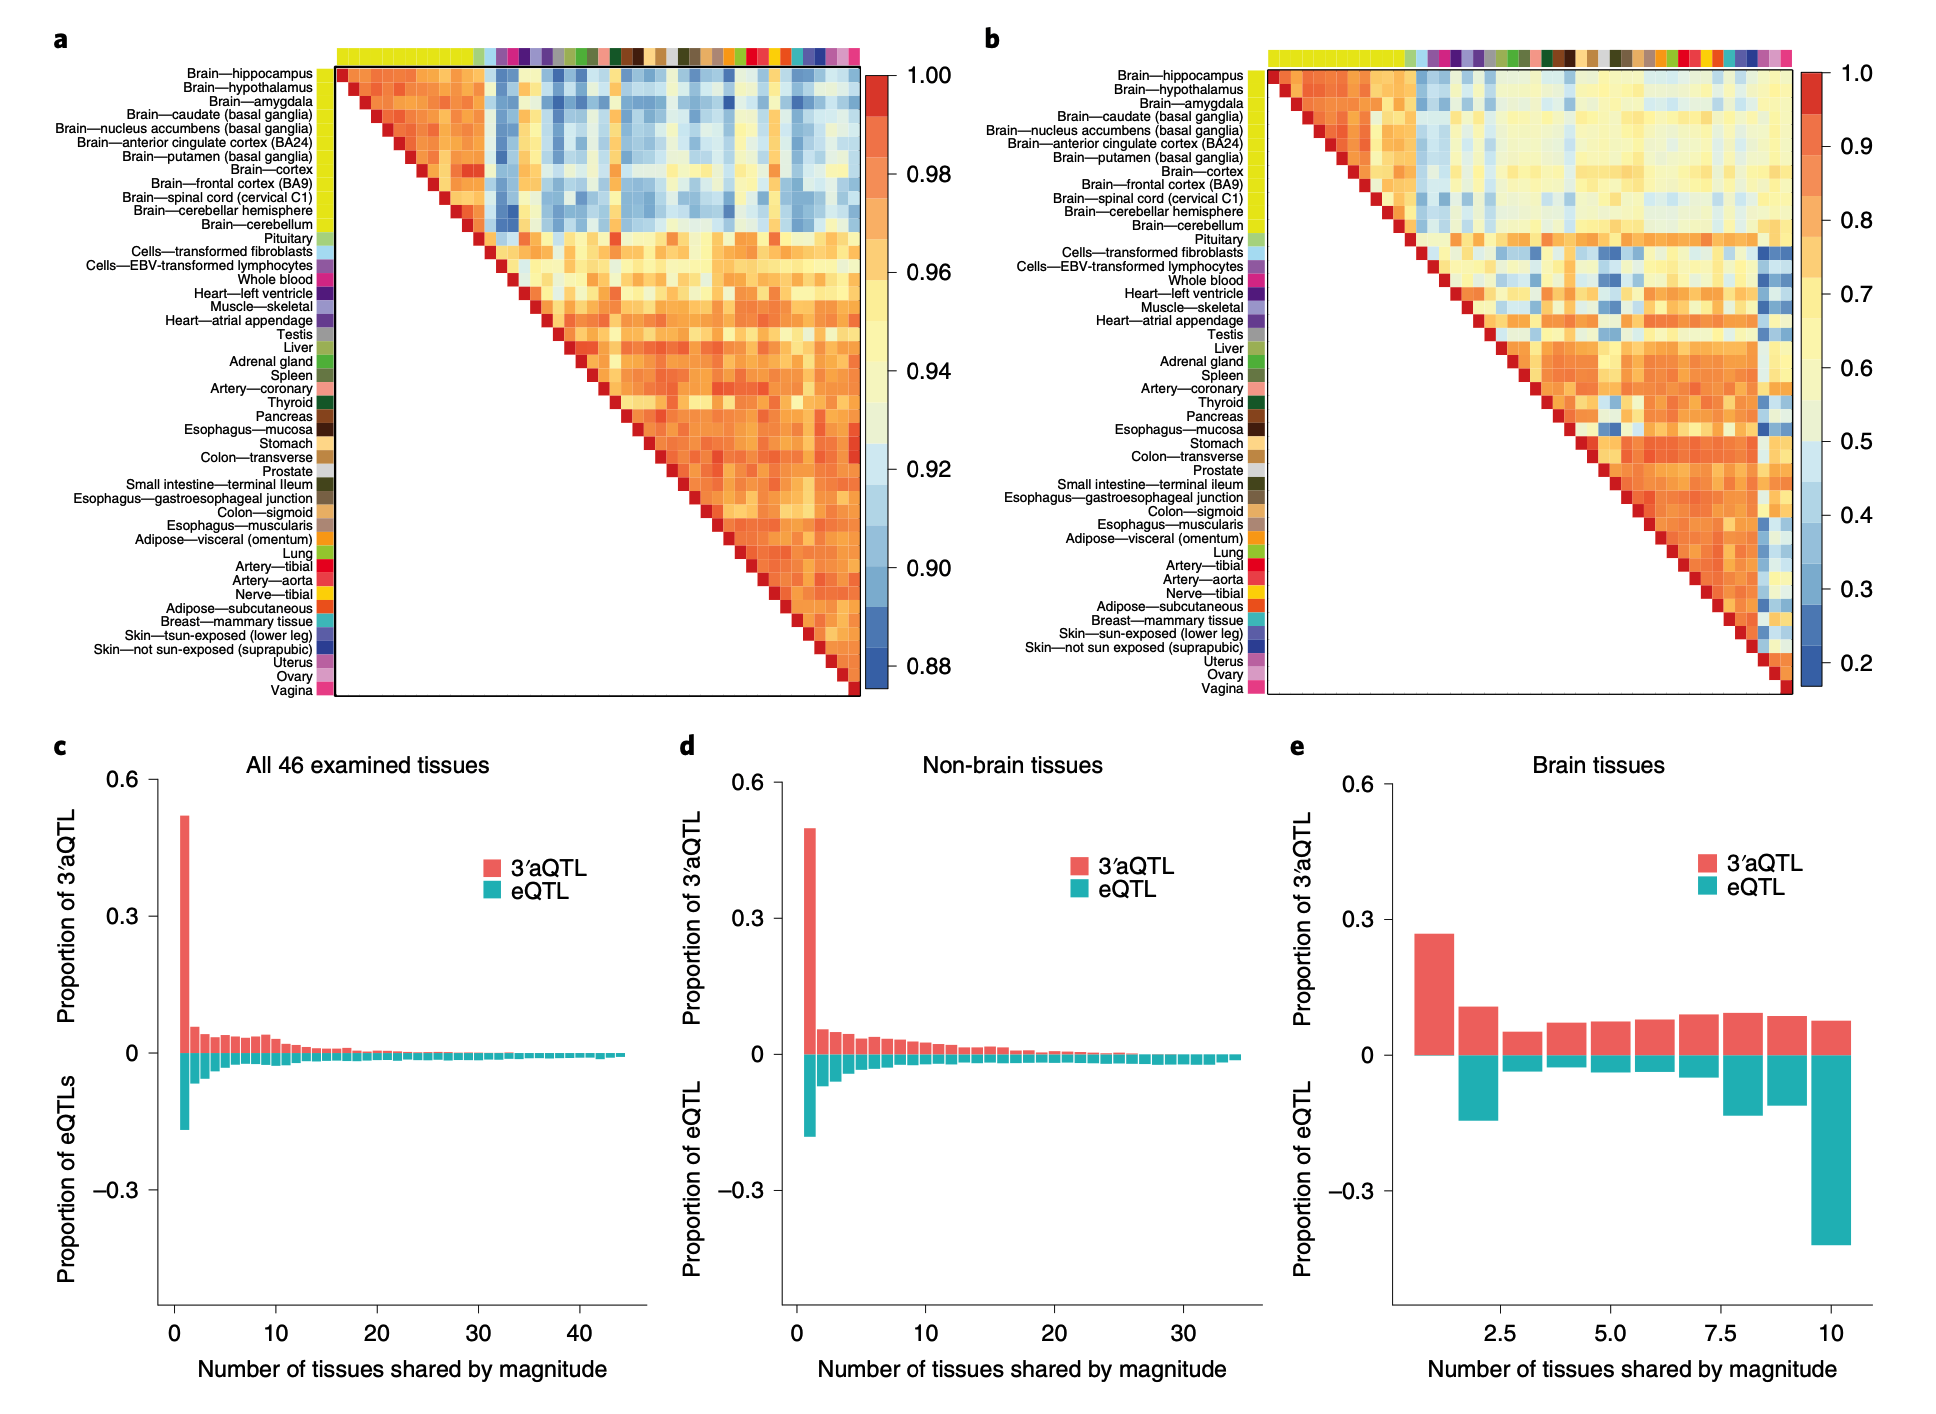 a
Brain—hippocampus
Brain—hypothalamus
Brain—amygdala
Brain—caudate (basal ganglia)
Brain—nucleus accumbens (basal ganglia)
Brain—anterior cingulate cortex (BA24)
Brain—putamen (basal ganglia)
Brain—cortex
Brain—frontal cortex (BA9)
Brain—spinal cord (cervical C1)
Brain—cerebellar hemisphere
Brain—cerebellum
Pituitary
Cells—transformed fibroblasts
Cells—EBV-transformed lymphocytes
Whole blood
Heart—left ventricle
Muscle—skeletal
Heart—atrial appendage
Testis
Liver
Adrenal gland
Spleen
Artery—coronary
Thyroid
Pancreas
Esophagus—mucosa
Stomach
Colon—transverse
Prostate
Small intestine—terminal Ileum
Esophagus—gastroesophageal junction
Colon—sigmoid
Esophagus—muscularis
Adipose—visceral (omentum)
Lung
Artery—tibial
Artery—aorta
Nerve—tibial
Adipose—subcutaneous
Breast—mammary tissue
Skin—tsun-exposed (lower leg)
Skin—not sun-exposed (suprapubic)
Uterus
Ovary
Vagina
1.00
0.98
0.96
0.94
0.92
0.90
0.88
b
Brain—hippocampus
Brain—hypothalamus
Brain—amygdala
Brain—caudate (basal ganglia)
Brain—nucleus accumbens (basal ganglia)
Brain—anterior cingulate cortex (BA24)
Brain—putamen (basal ganglia)
Brain—cortex
Brain—frontal cortex (BA9)
Brain—spinal cord (cervical C1)
Brain—cerebellar hemisphere
Brain—cerebellum
Pituitary
Cells—transformed fibroblasts
Cells—EBV-transformed lymphocytes
Whole blood
Heart—left ventricle
Muscle—skeletal
Heart—atrial appendage
Testis
Liver
Adrenal gland
Spleen
Artery—coronary
Thyroid
Pancreas
Esophagus—mucosa
Stomach
Colon—transverse
Prostate
Small intestine—terminal ileum
Esophagus—gastroesophageal junction
Colon—sigmoid
Esophagus—muscularis
Adipose—visceral (omentum)
Lung
Artery—tibial
Artery—aorta
Nerve—tibial
Adipose—subcutaneous
Breast—mammary tissue
Skin—sun-exposed (lower leg)
Skin—not sun exposed (suprapubic)
Uterus
Ovary
Vagina
1.0
0.9
0.8
0.7
0.6
0.5
0.4
0.3
0.2
c
All 46 examined tissues
Proportion of 3′aQTL
Proportion of eQTLs
0.6
0.3
0
–0.3
3′aQTL
eQTL
0 10 20 30 40
Number of tissues shared by magnitude
d
Non-brain tissues
Proportion of 3′aQTL
Proportion of eQTL
0.6
0.3
0
–0.3
3′aQTL
eQTL
0 10 20 30
Number of tissues shared by magnitude
e
Brain tissues
Proportion of 3′aQTL
Proportion of eQTL
0.6
0.3
0
–0.3
3′aQTL
eQTL
2.5 5.0 7.5 10
Number of tissues shared by magnitude